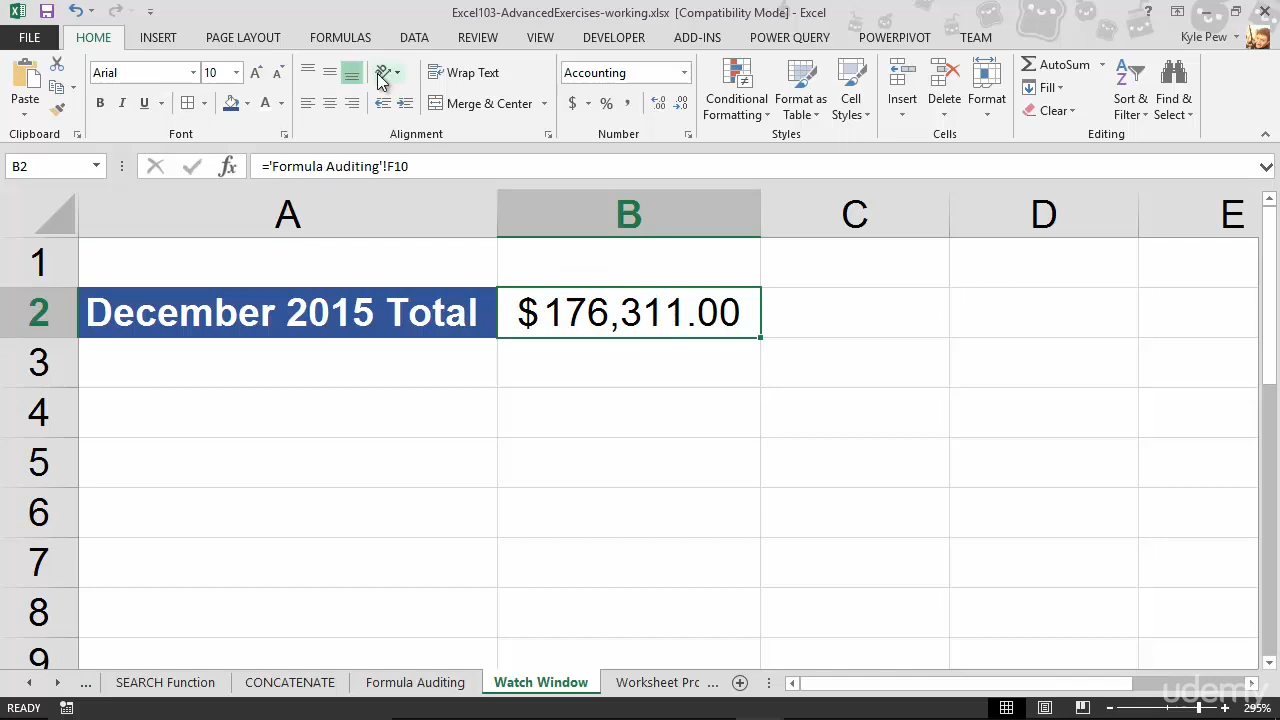 Excel103-AdvancedExercises-working.xlsx [Compatibility Mode] - Excel
FILE HOME INSERT PAGE LAYOUT FORMULAS DATA REVIEW VIEW DEVELOPER ADD-INS POWER QUERY POWERPIVOT TEAM Kyle Pew
Arial 10 Wrap Text Accounting AutoSum
Paste Conditional Formatting Format as Table Cell Styles Insert Delete Format Fill Sort & Filter Find & Select
B I U A Merge & Center $ % , Clear
Clipboard Font Alignment Number Styles Cells Editing
B2 fx ='Formula Auditing'!F10
A B C D E
1
2 December 2015 Total $176,311.00
3
4
5
6
7
8
9
... SEARCH Function CONCATENATE Formula Auditing Watch Window Worksheet Prc ...
udemy
READY 295%